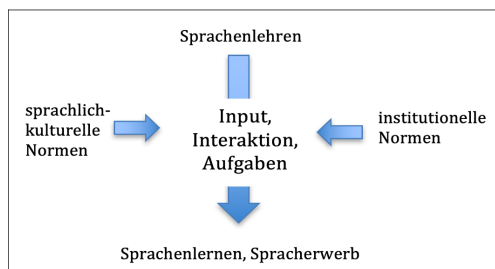 Sprachenlehren
sprachlich-
kulturelle
Normen
Input,
Interaktion,
Aufgaben
institutionelle
Normen
Sprachenlernen, Spracherwerb